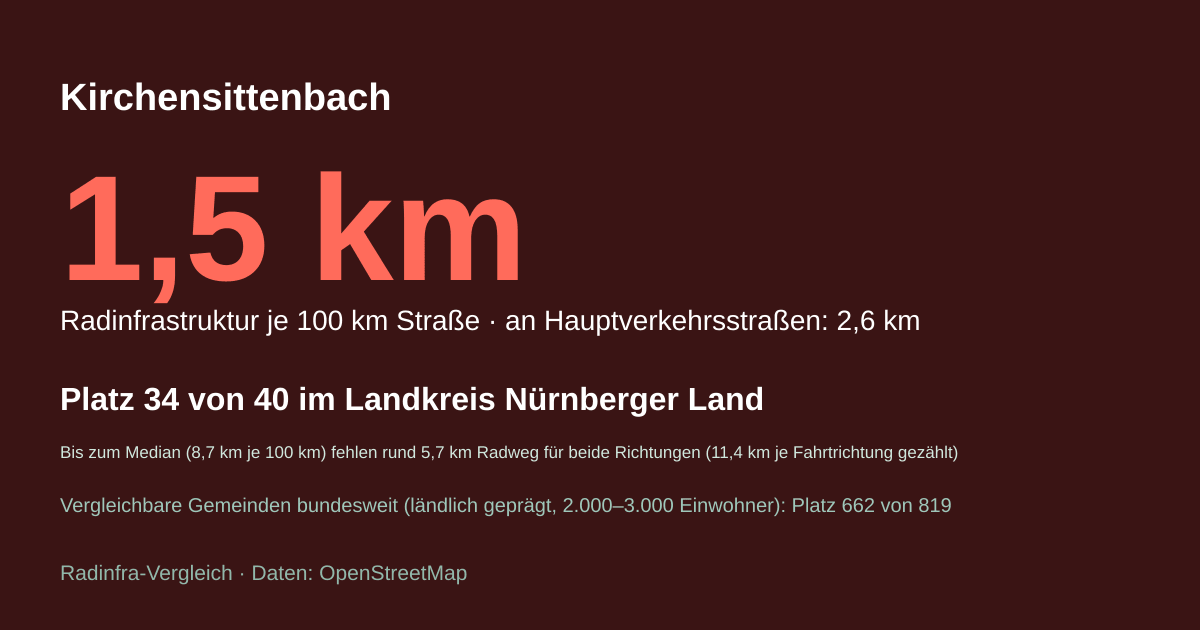 Kirchensittenbach
1,5 km
Radinfrastruktur je 100 km Straße · an Hauptverkehrsstraßen: 2,6 km
Platz 34 von 40 im Landkreis Nürnberger Land
Bis zum Median (8,7 km je 100 km) fehlen rund 5,7 km Radweg für beide Richtungen (11,4 km je Fahrtrichtung gezählt)
Vergleichbare Gemeinden bundesweit (ländlich geprägt, 2.000–3.000 Einwohner): Platz 662 von 819
Radinfra-Vergleich · Daten: OpenStreetMap